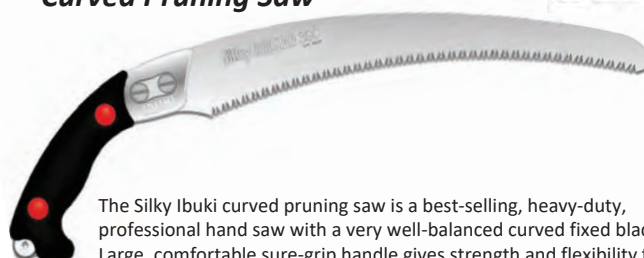 Curved Pruning Saw
The Silky Ibuki curved pruning saw is a best-selling, heavy-duty,
professional hand saw with a very well-balanced curved fixed
Large, comfortable sure-grip handle gives strength and flexibility